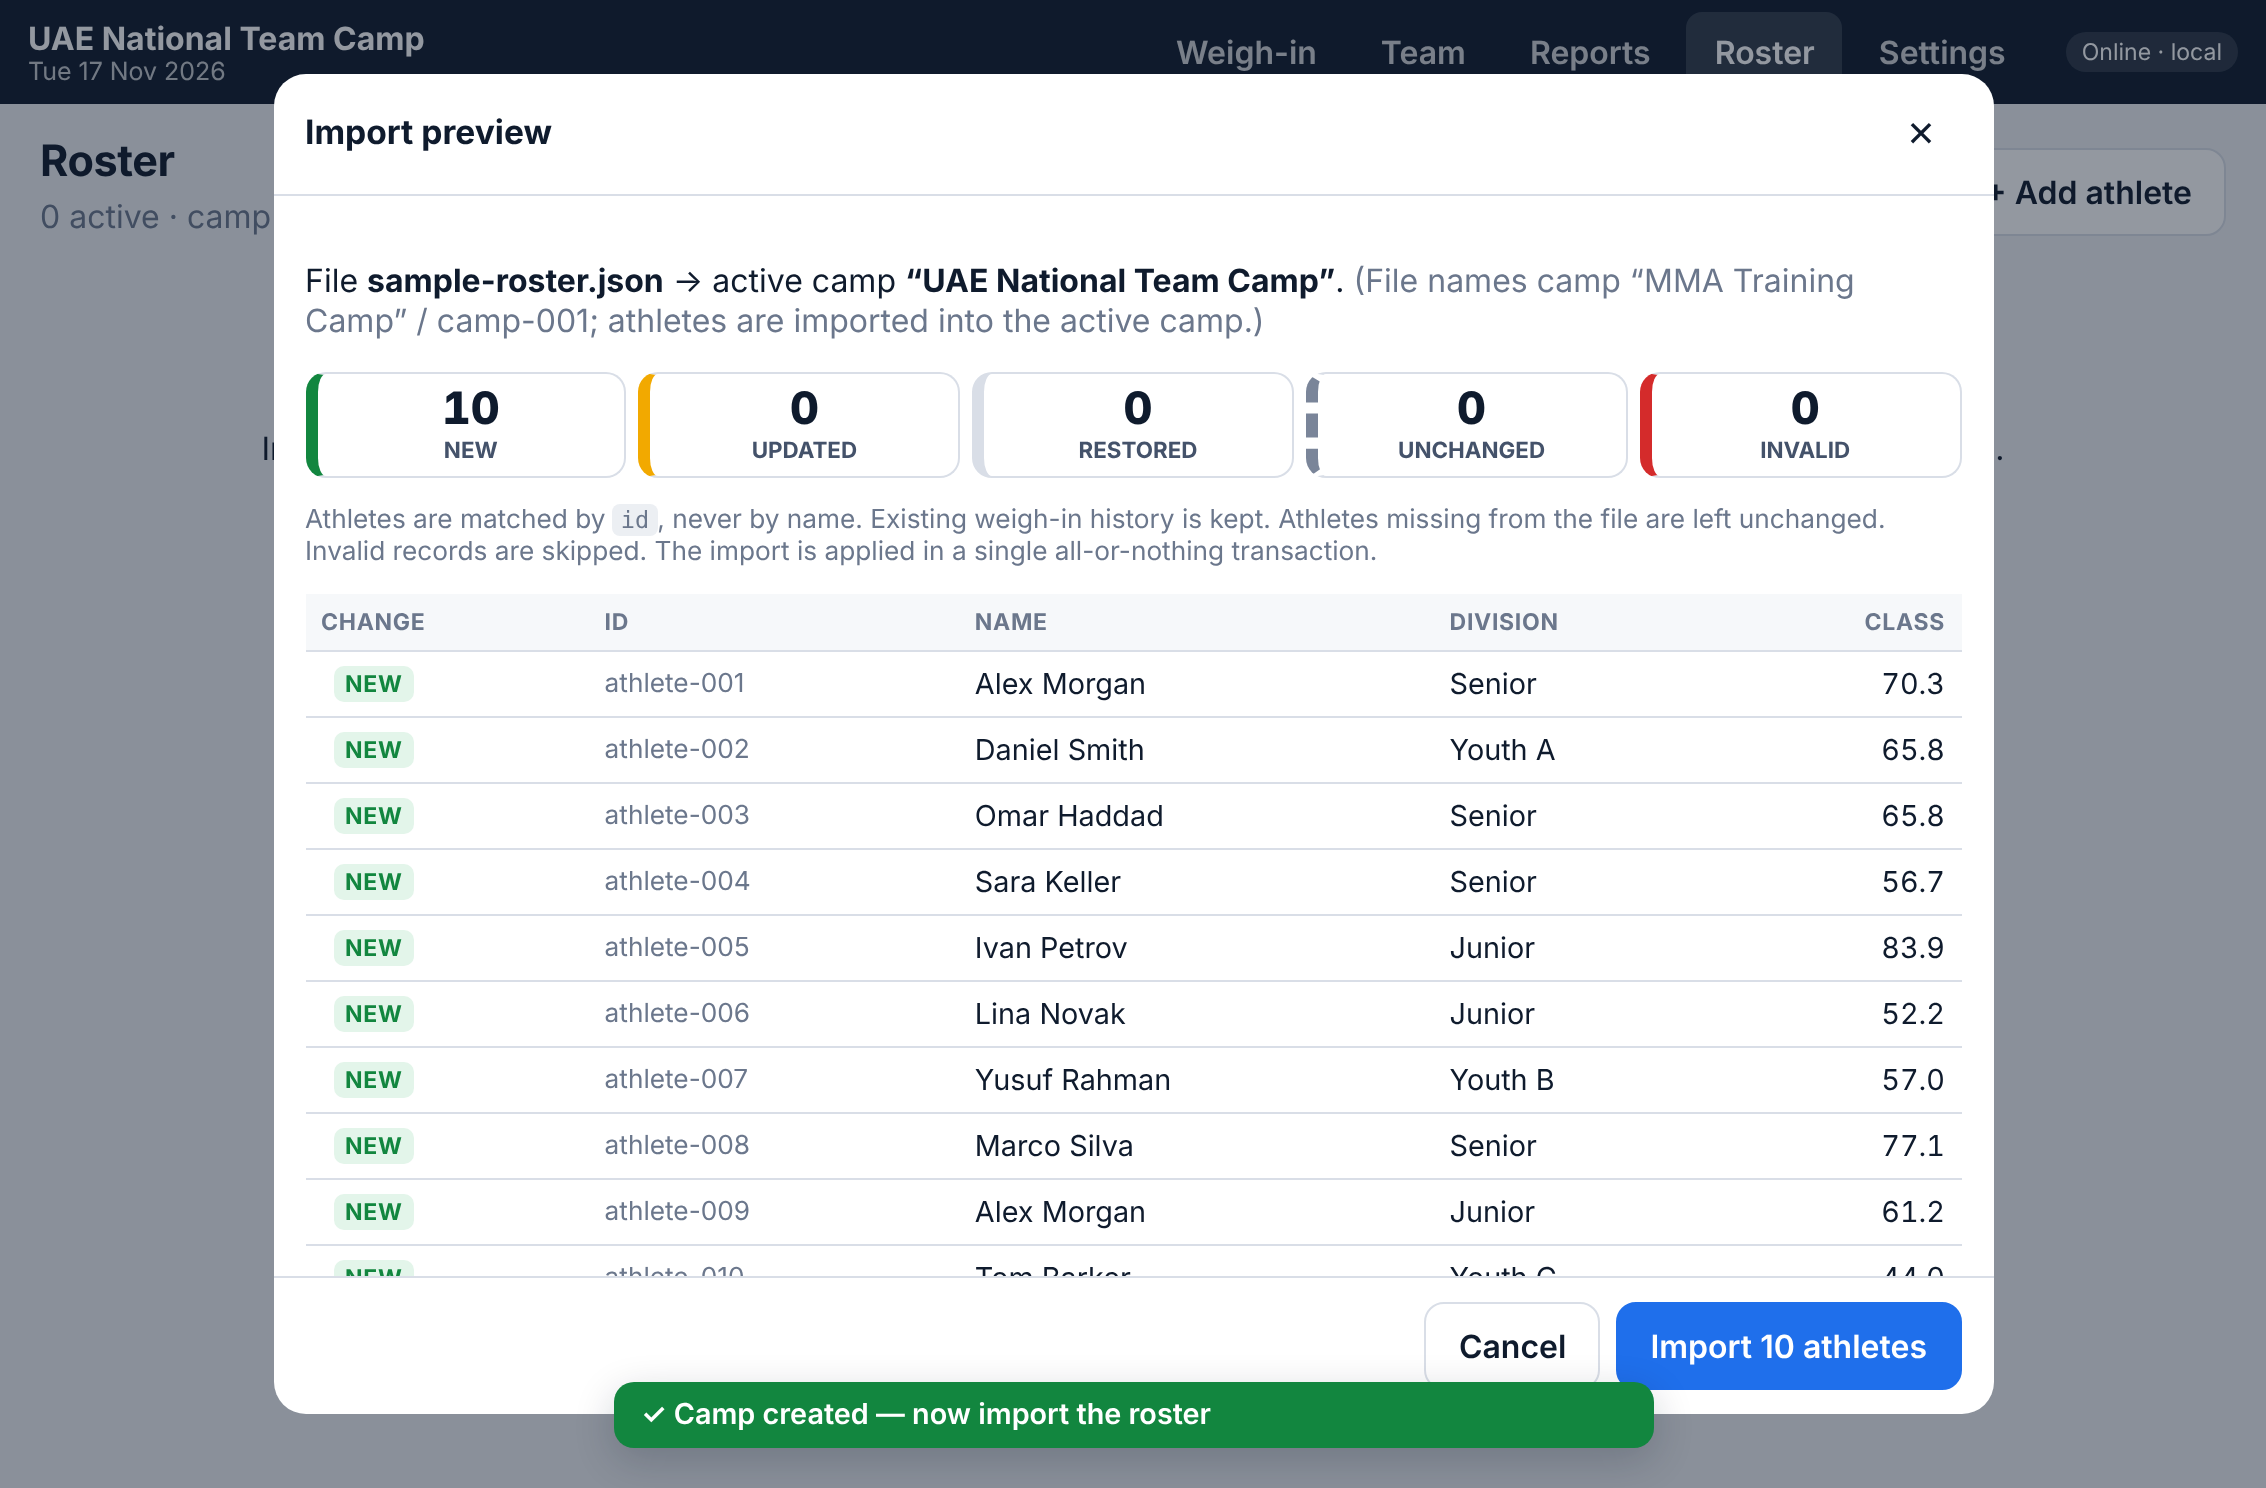 UAE National Team Camp
Tue 17 Nov 2026
Weigh-in Team Reports Roster Settings Online · local
Import preview ✕
Roster
+ Add athlete
0 active · camp
File sample-roster.json → active camp “UAE National Team Camp”. (File names camp “MMA Training
Camp” / camp-001; athletes are imported into the active camp.)
10 0 0 0 0
NEW UPDATED RESTORED UNCHANGED INVALID
Athletes are matched by id, never by name. Existing weigh-in history is kept. Athletes missing from the file are left unchanged.
Invalid records are skipped. The import is applied in a single all-or-nothing transaction.
CHANGE ID NAME DIVISION CLASS
NEW athlete-001 Alex Morgan Senior 70.3
NEW athlete-002 Daniel Smith Youth A 65.8
NEW athlete-003 Omar Haddad Senior 65.8
NEW athlete-004 Sara Keller Senior 56.7
NEW athlete-005 Ivan Petrov Junior 83.9
NEW athlete-006 Lina Novak Junior 52.2
NEW athlete-007 Yusuf Rahman Youth B 57.0
NEW athlete-008 Marco Silva Senior 77.1
NEW athlete-009 Alex Morgan Junior 61.2
NEW athlete-010 Tom Barker Youth C 44.0
Cancel Import 10 athletes
✓ Camp created — now import the roster